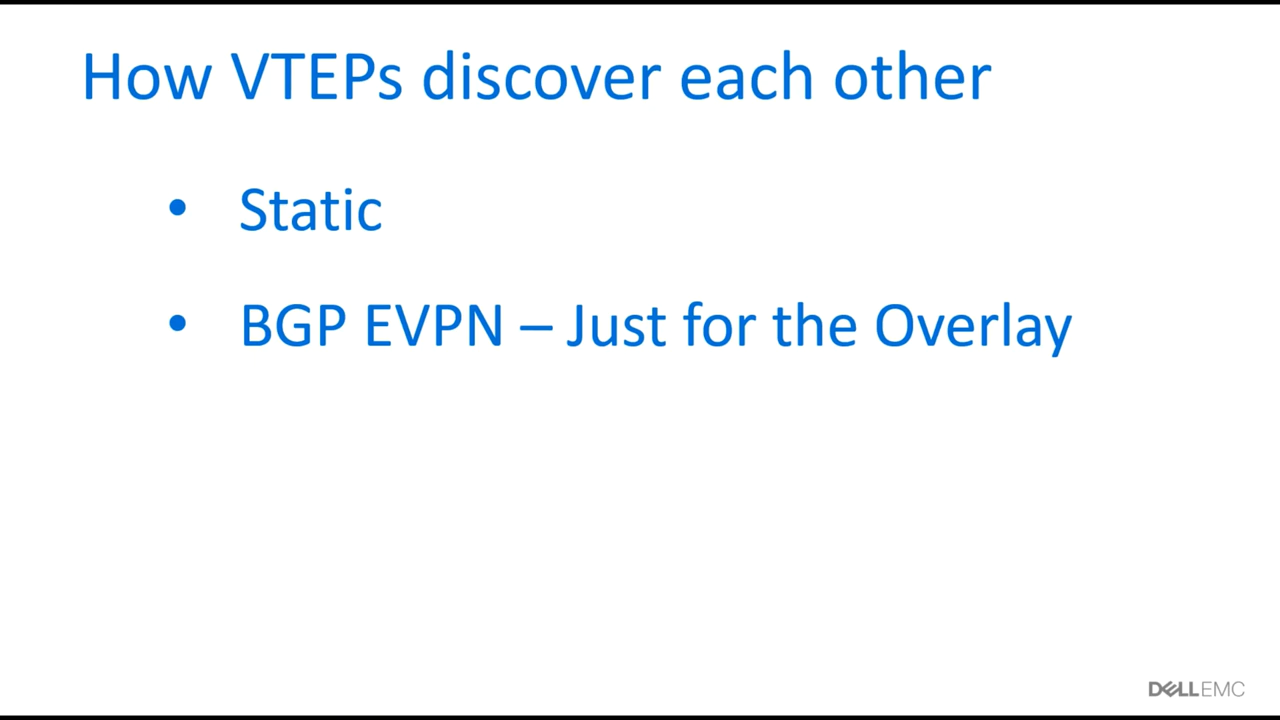 How VTEPs discover each other
• Static
• BGP EVPN – Just for the Overlay
DELLEMC